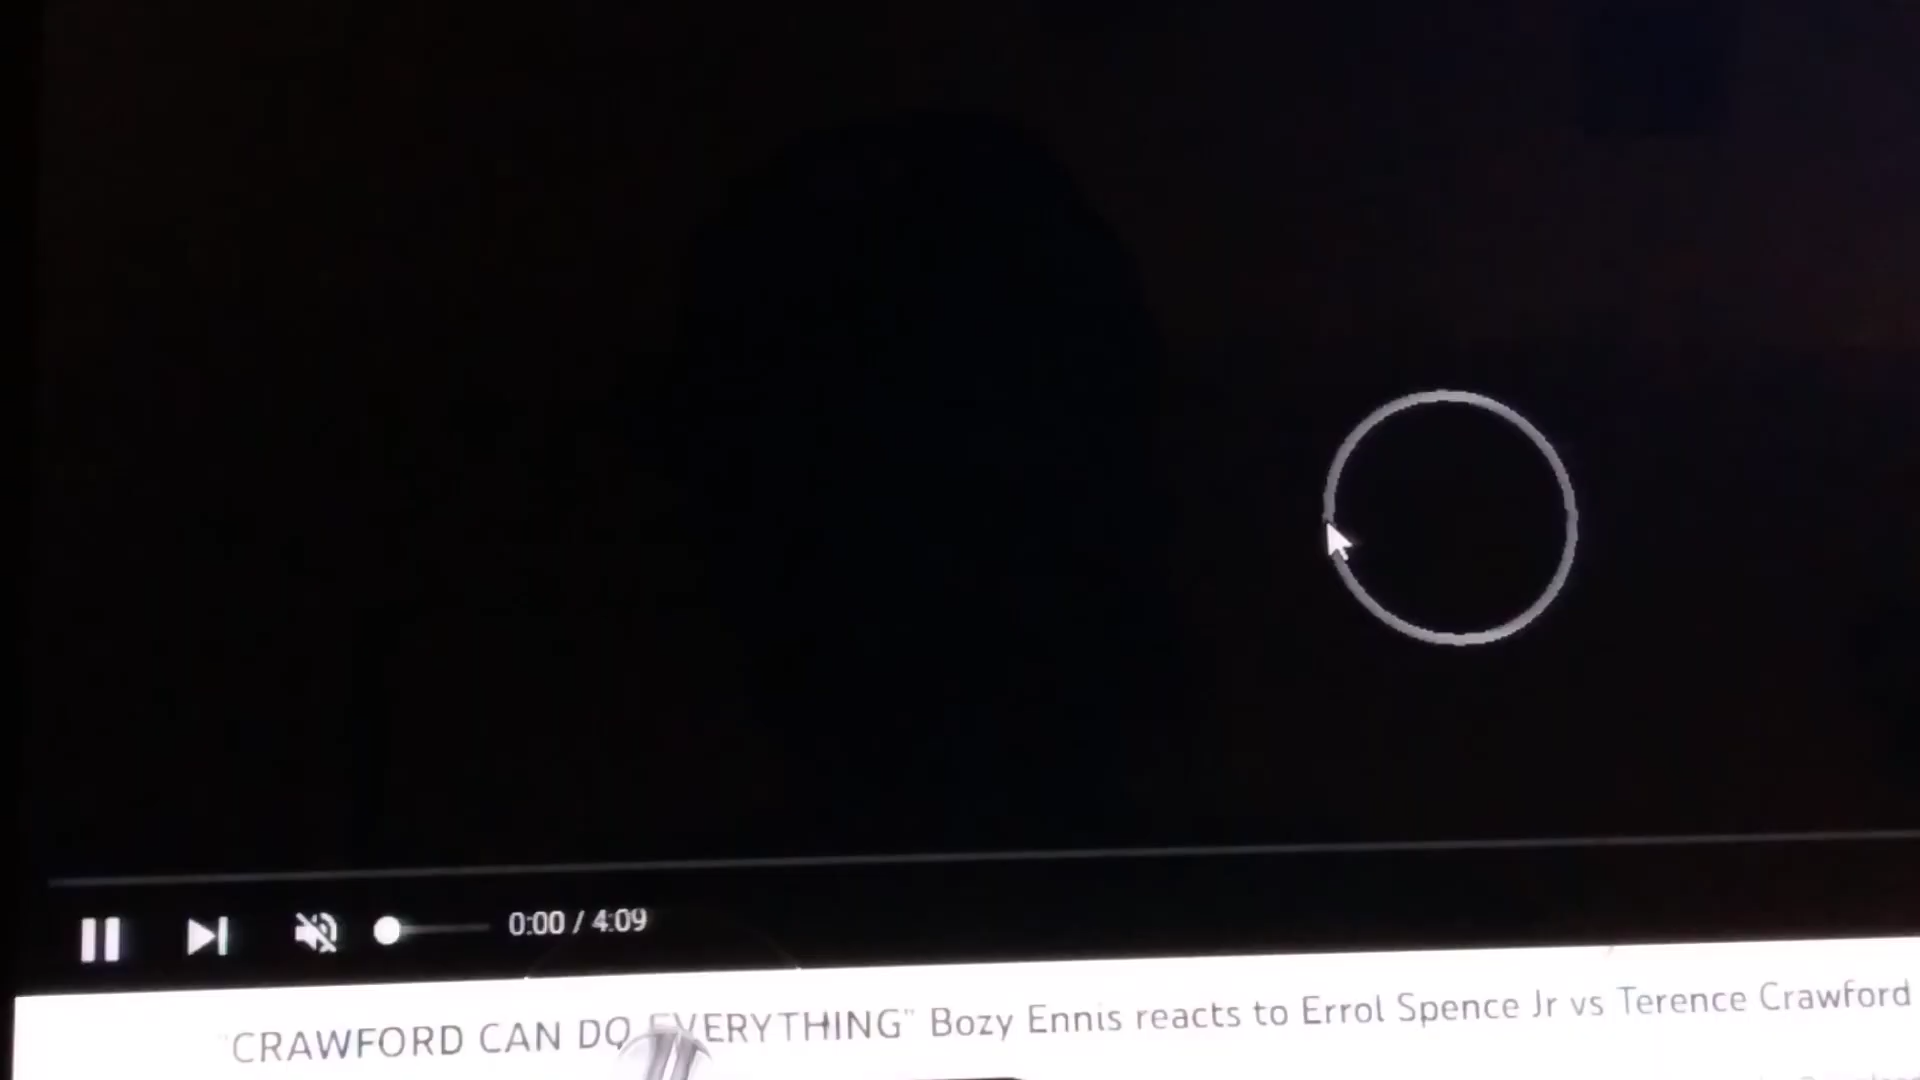 0:00 / 4:09
"CRAWFORD CAN DO EVERYTHING" Bozy Ennis reacts to Errol Spence Jr vs Terence Crawford